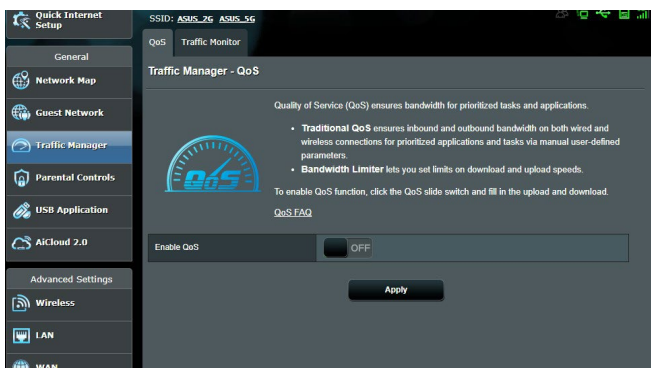 Quick Internet
Setup
General
Network Map
Guest Network
Traffic Manager
Parental Controls
USB Application
AiCloud 2.0
Advanced Settings
Wireless
LAN
WAN
SSID: ASUS_2G ASUS_5G
QoS Traffic Monitor
Traffic Manager - QoS
QoS
Quality of Service (QoS) ensures bandwidth for prioritized tasks and applications.
• Traditional QoS ensures inbound and outbound bandwidth on both wired and
wireless connections for prioritized applications and tasks via manual user-defined
parameters.
• Bandwidth Limiter lets you set limits on download and upload speeds.
To enable QoS function, click the QoS slide switch and fill in the upload and download.
QoS FAQ
Enable QoS OFF
Apply